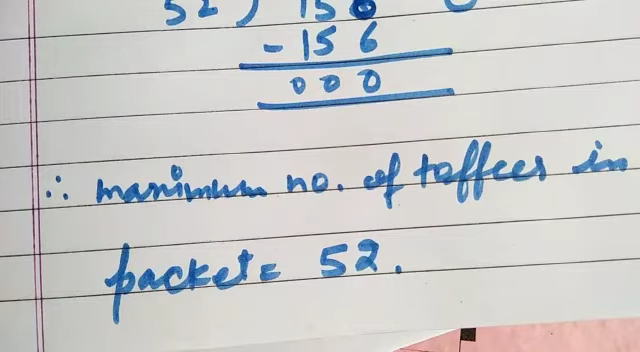 52 ) 156
- 156
000
∴ maximum no. of toffees in
packet = 52.